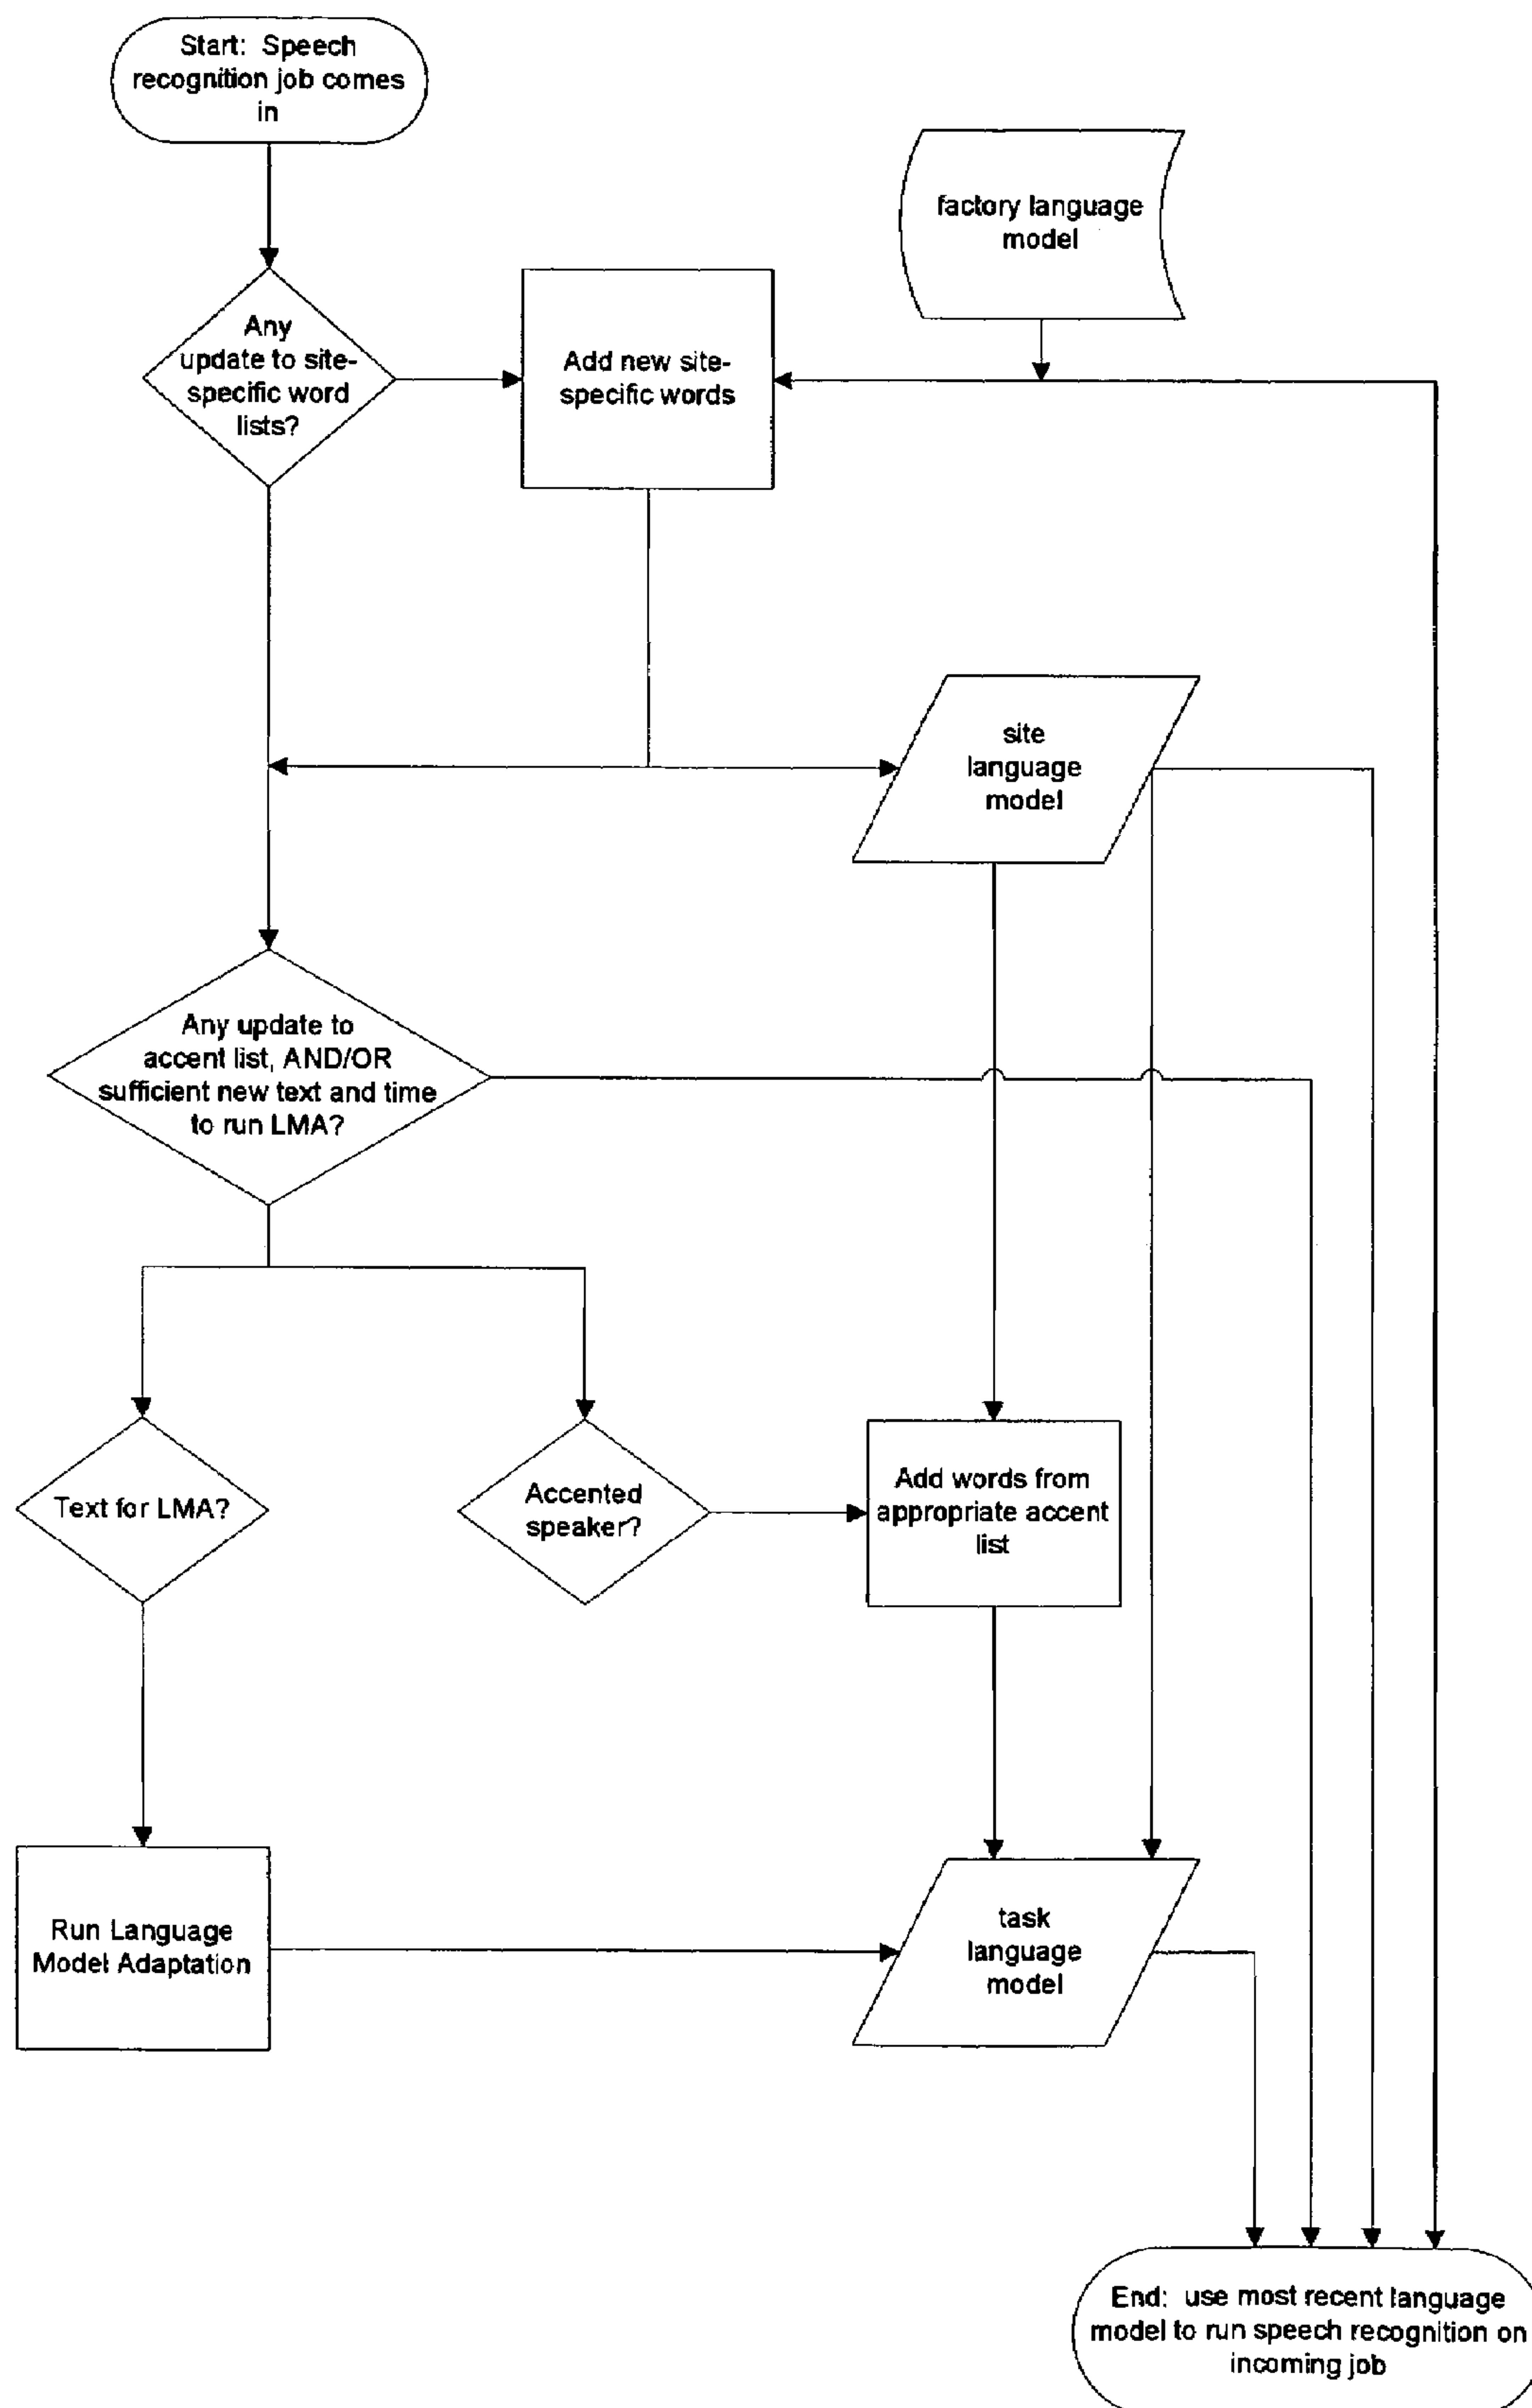 Start: Speech
recognition job comes
in
factory language
model
Any
update to site-
specific word
lists?
Add new site-
specific words
site
language
model
Any update to
accent list, AND/OR
sufficient new text and time
to run LMA?
Text for LMA?
Accented
speaker?
Add words from
appropriate accent
list
Run Language
Model Adaptation
task
language
model
End: use most recent language
model to run speech recognition on
incoming job